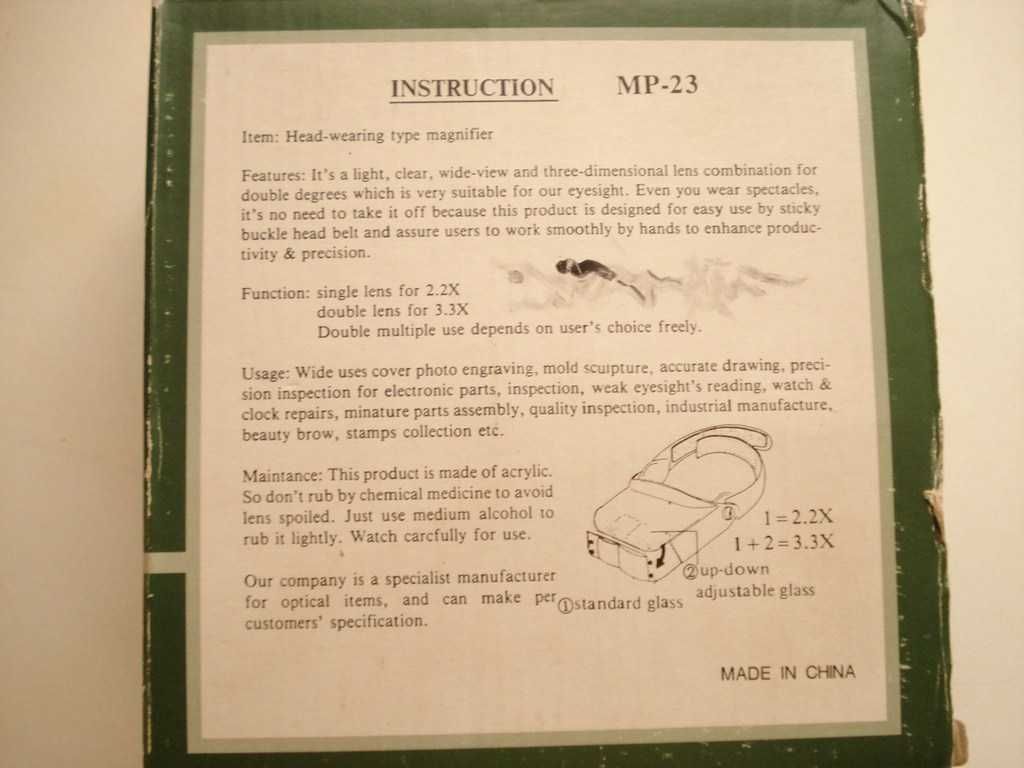 INSTRUCTION MP-23
Item: Head-wearing type magnifier
Features: It's a light, clear, wide-view and three-dimensional lens combination for
double degrees which is very suitable for our eyesight. Even you wear spectacles,
it's no need to take it off because this product is designed for easy use by sticky
buckle head belt and assure users to work smoothly by hands to enhance produc-
tivity & precision.
Function: single lens for 2.2X
double lens for 3.3X
Double multiple use depends on user's choice freely.
Usage: Wide uses cover photo engraving, mold sculpture, accurate drawing, preci-
sion inspection for electronic parts, inspection, weak eyesight's reading, watch &
clock repairs, minature parts assembly, quality inspection, industrial manufacture,
beauty brow, stamps collection etc.
Maintance: This product is made of acrylic.
So don't rub by chemical medicine to avoid
lens spoiled. Just use medium alcohol to
rub it lightly. Watch carefully for use.
Our company is a specialist manufacturer
for optical items, and can make per
customers' specification.
1 = 2.2X
1 + 2 = 3.3X
②up-down
adjustable glass
①standard glass
MADE IN CHINA